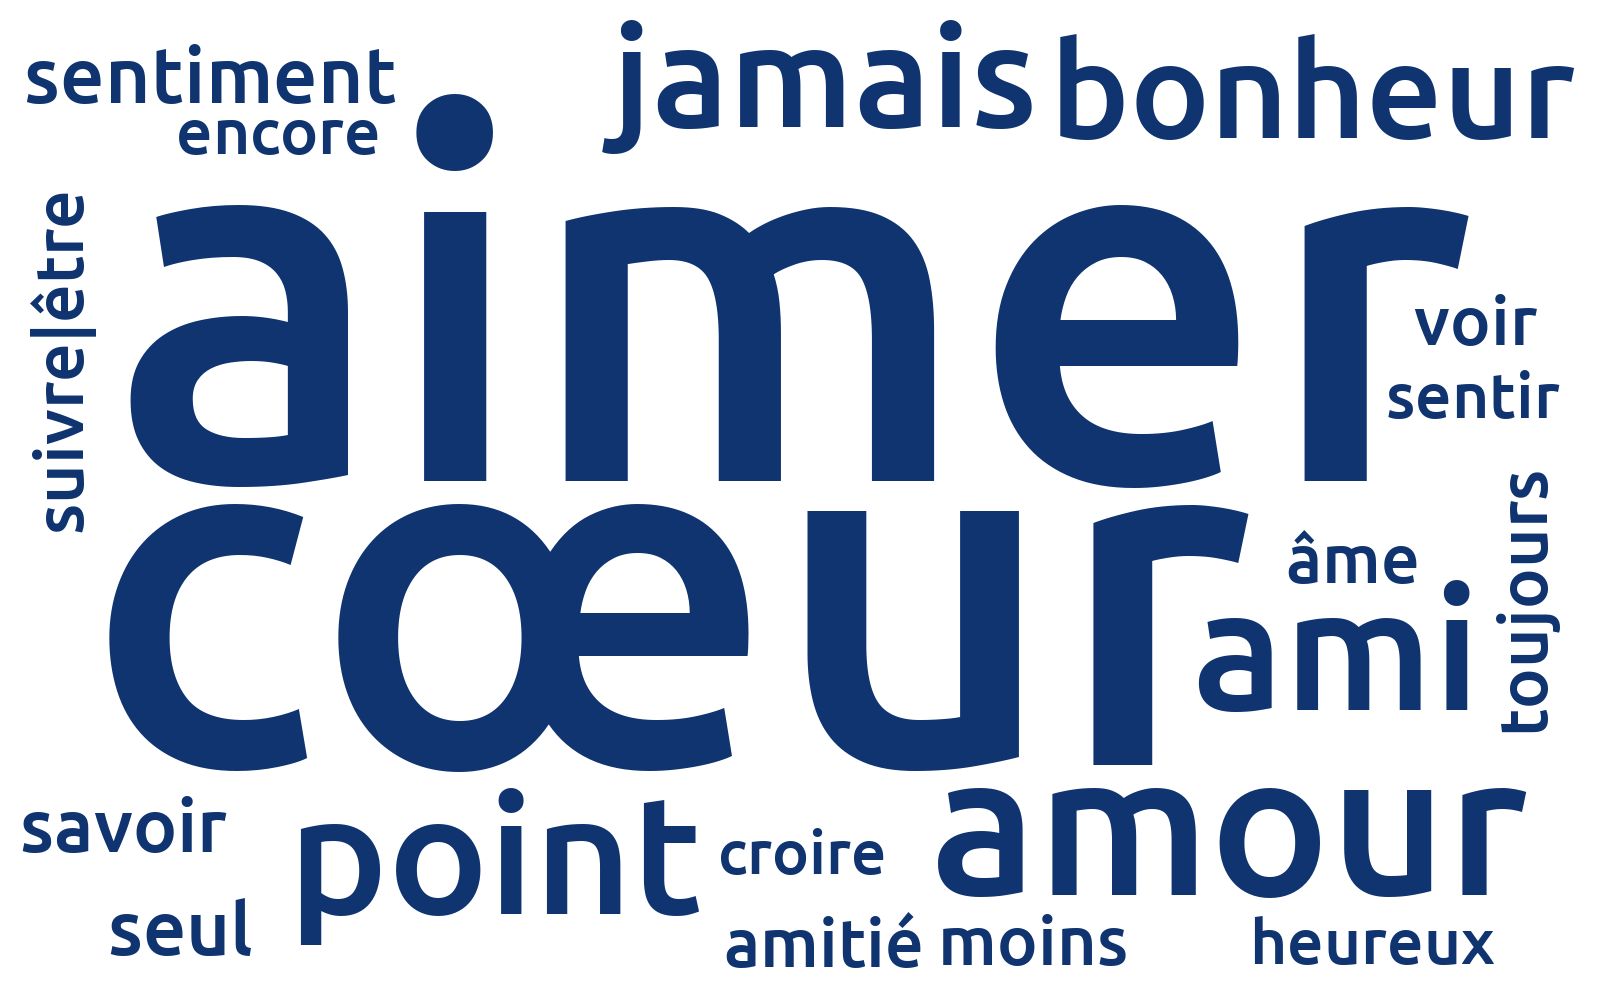 sentiment
jamais
bonheur
encore
aimer
suivre|être
voir
sentir
cœur
âme
ami
toujours
savoir
point
croire
amour
seul
amitié
moins
heureux